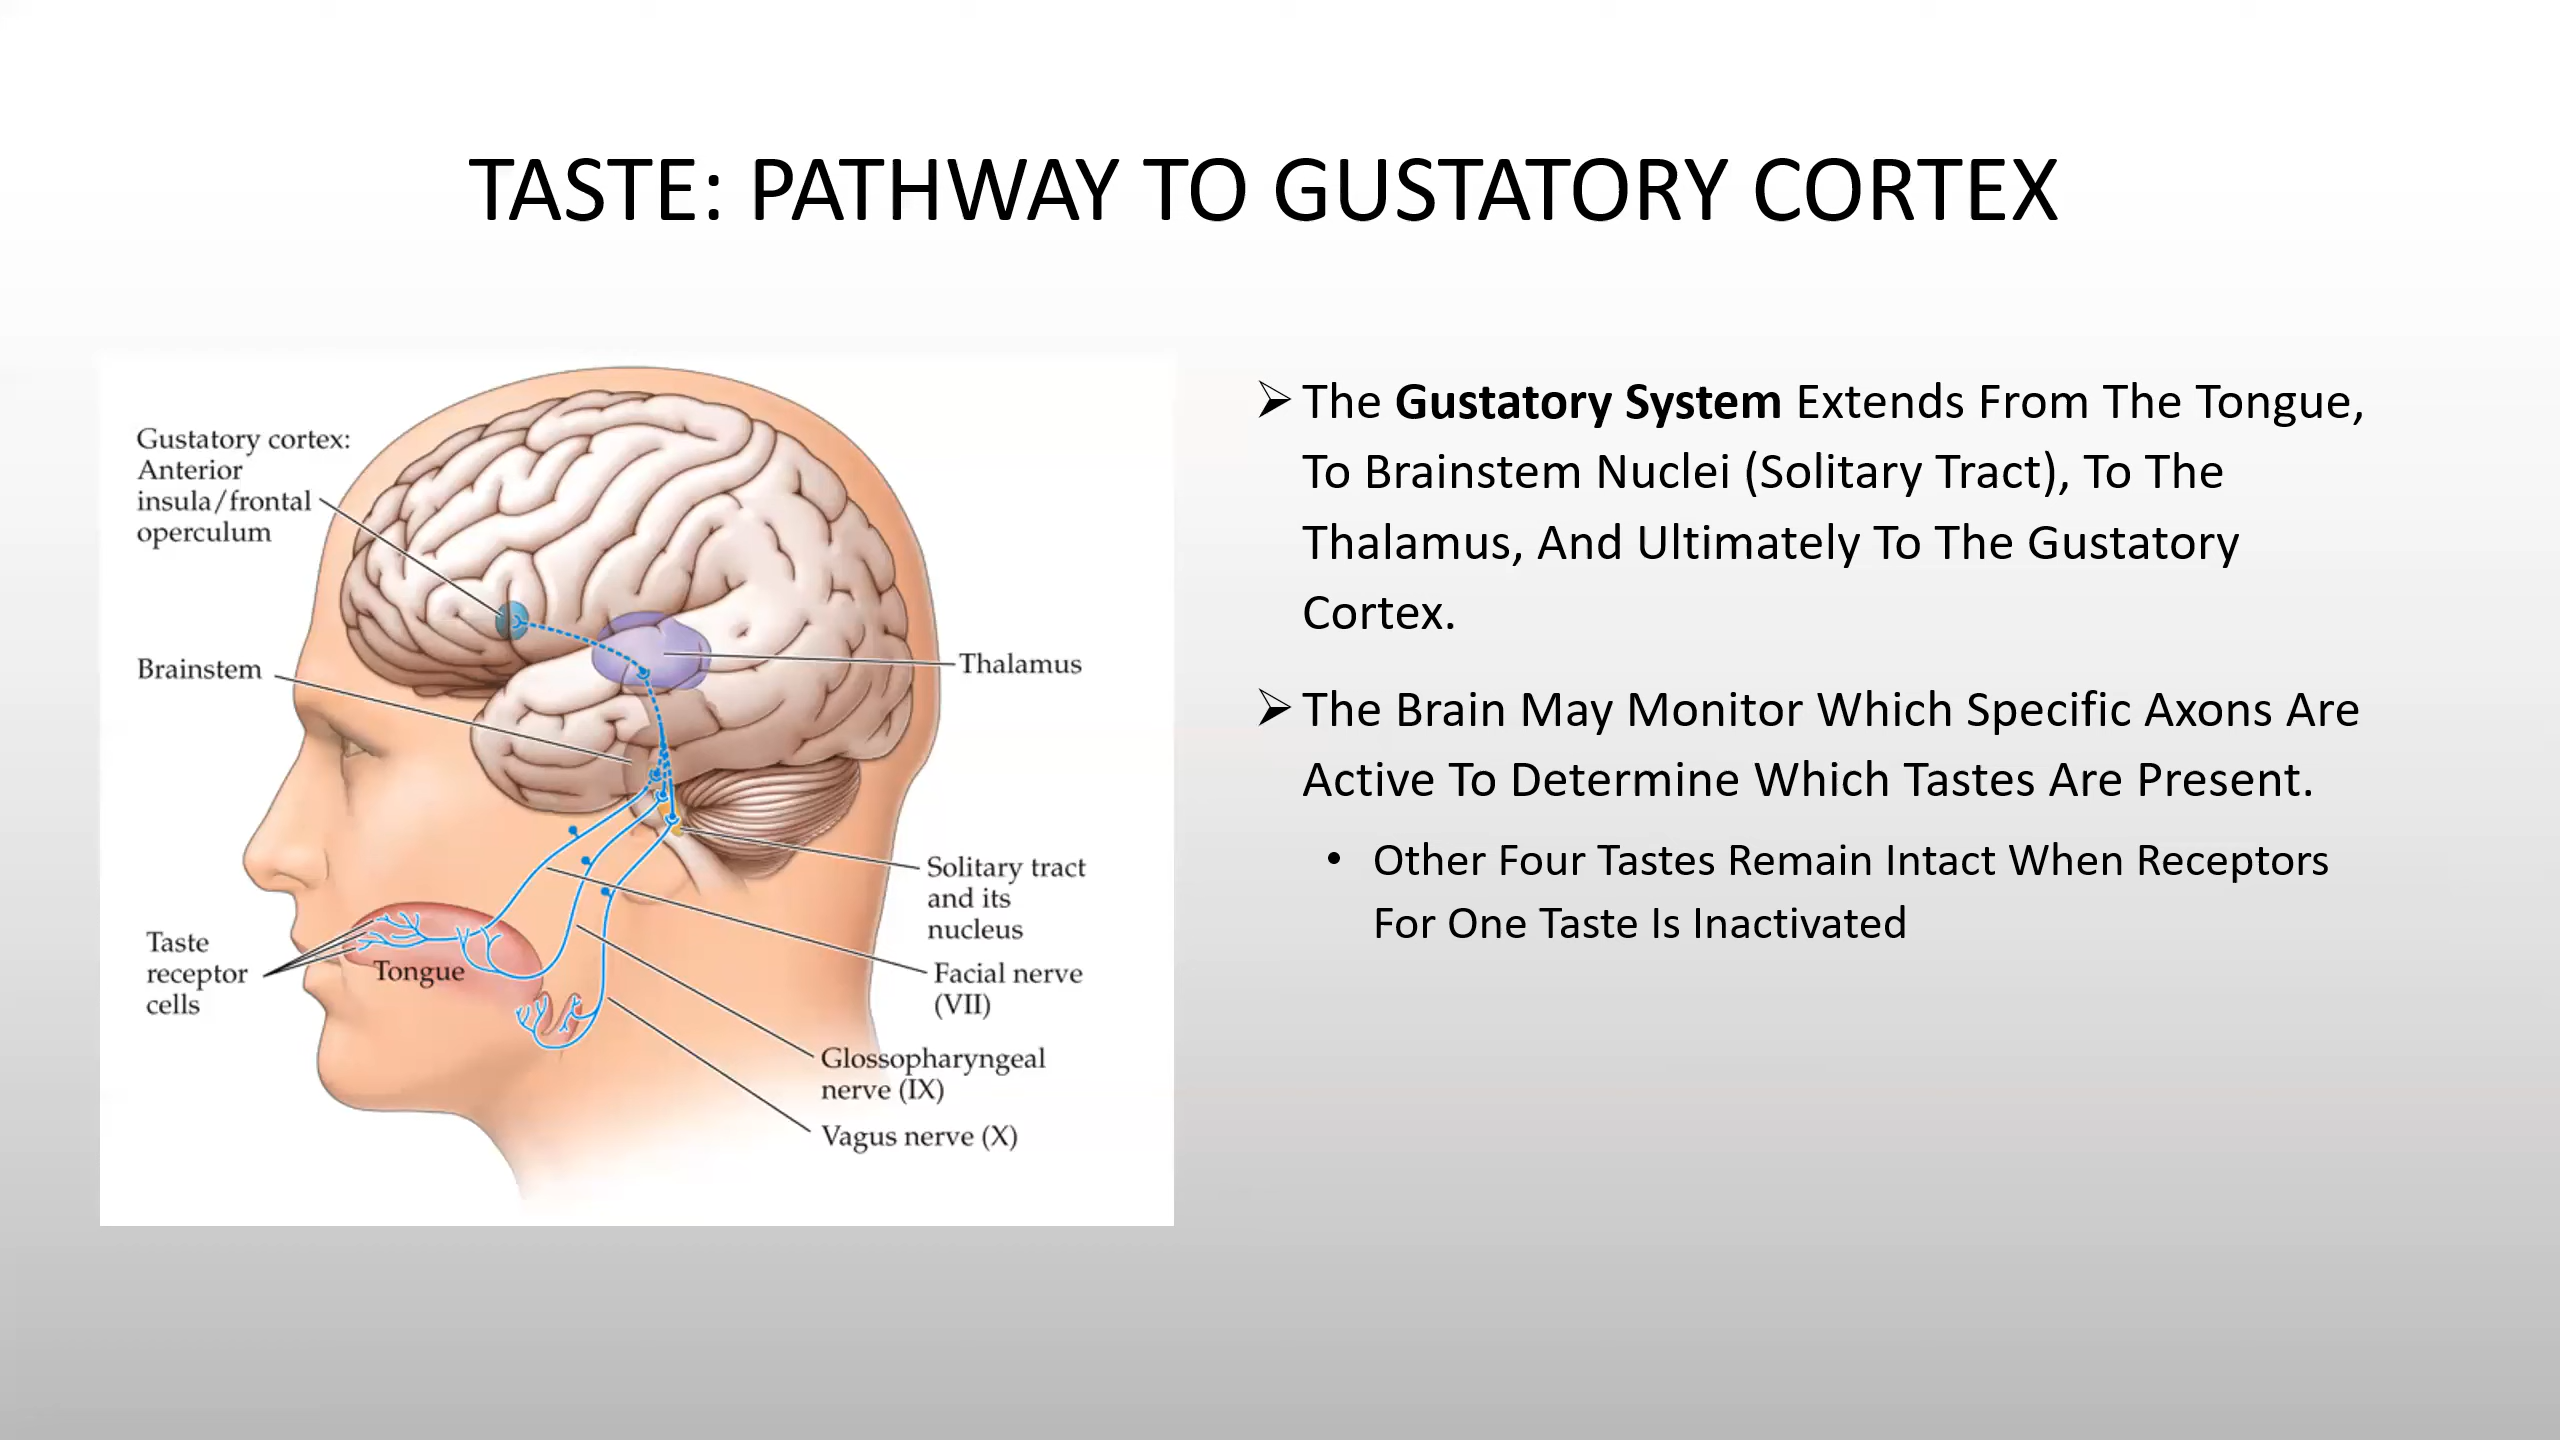 TASTE: PATHWAY TO GUSTATORY CORTEX
Gustatory cortex:
Anterior
insula/frontal
operculum
Brainstem
Thalamus
Solitary tract
and its
nucleus
Taste
receptor
cells
Tongue
Facial nerve
(VII)
Glossopharyngeal
nerve (IX)
Vagus nerve (X)
➢ The Gustatory System Extends From The Tongue,
To Brainstem Nuclei (Solitary Tract), To The
Thalamus, And Ultimately To The Gustatory
Cortex.
➢ The Brain May Monitor Which Specific Axons Are
Active To Determine Which Tastes Are Present.
• Other Four Tastes Remain Intact When Receptors
For One Taste Is Inactivated